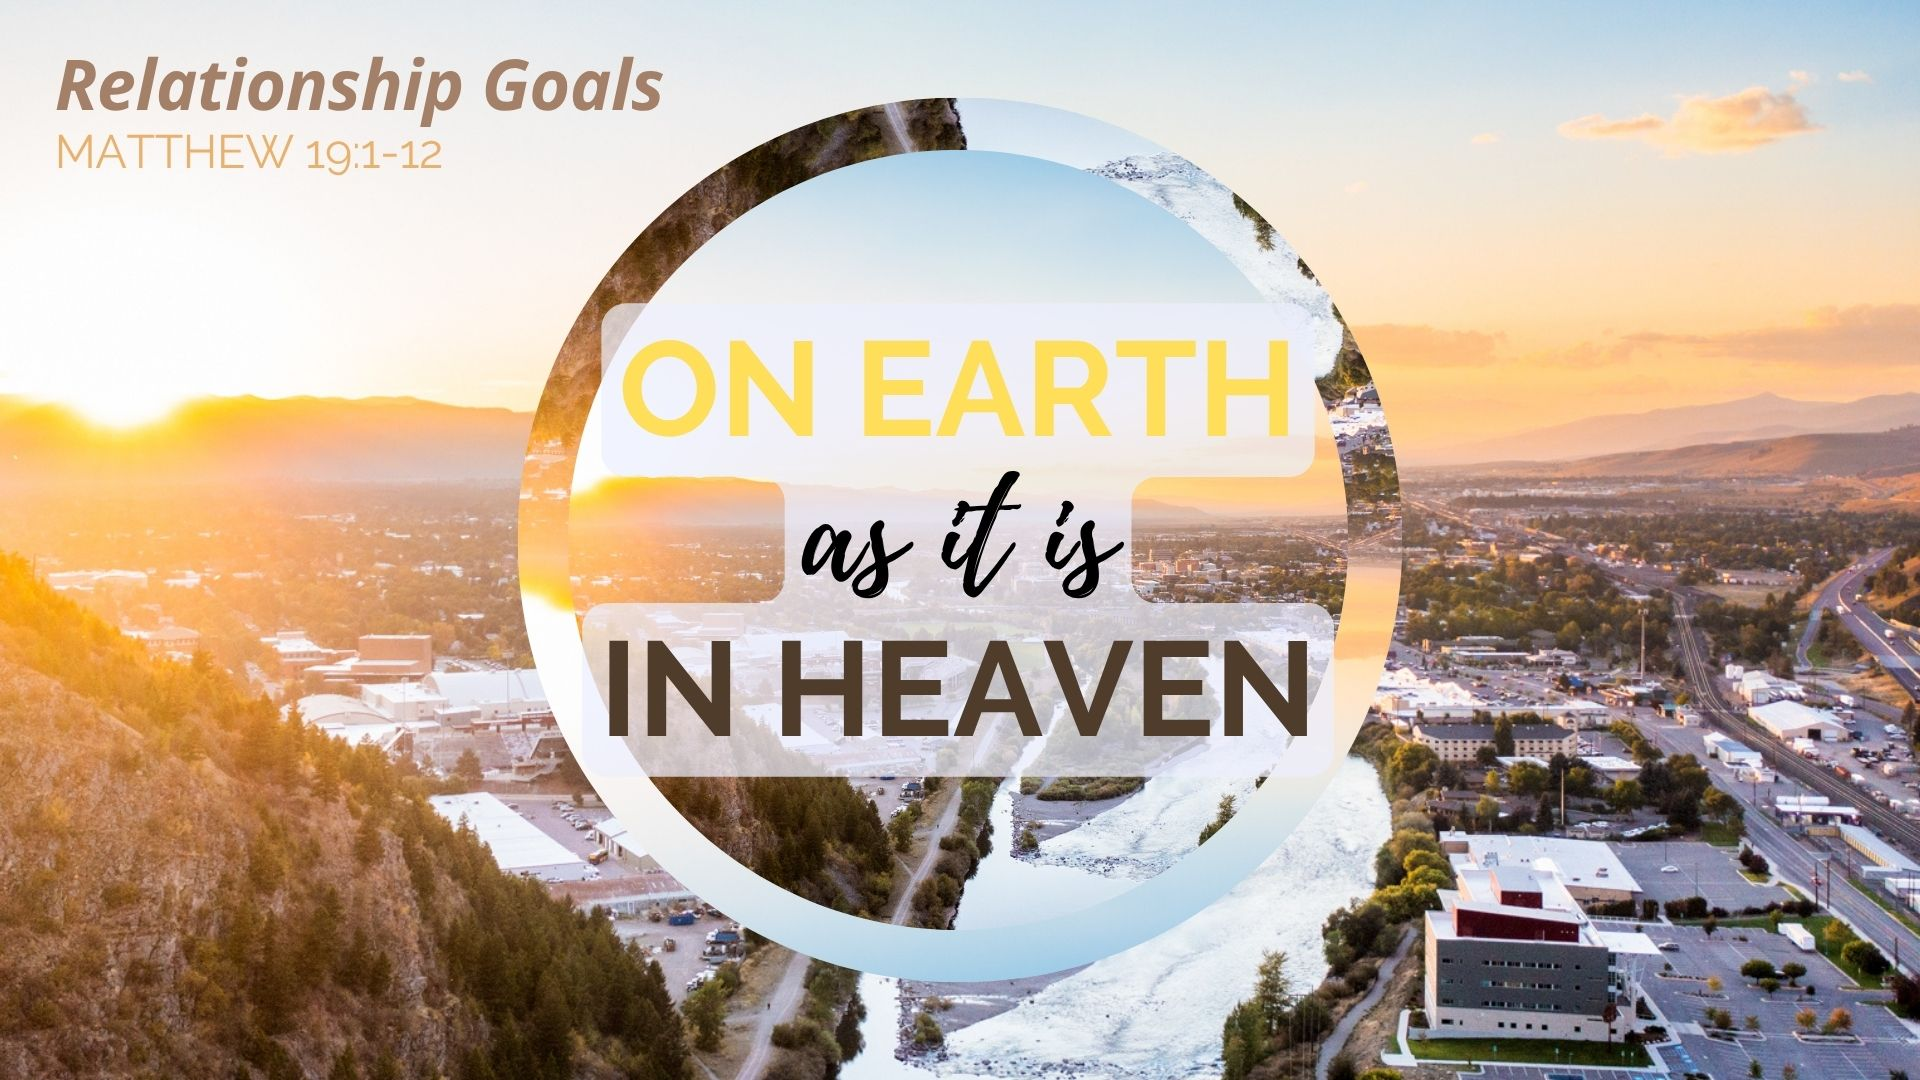 Relationship Goals
MATTHEW 19:1-12
ON EARTH
as it is
IN HEAVEN